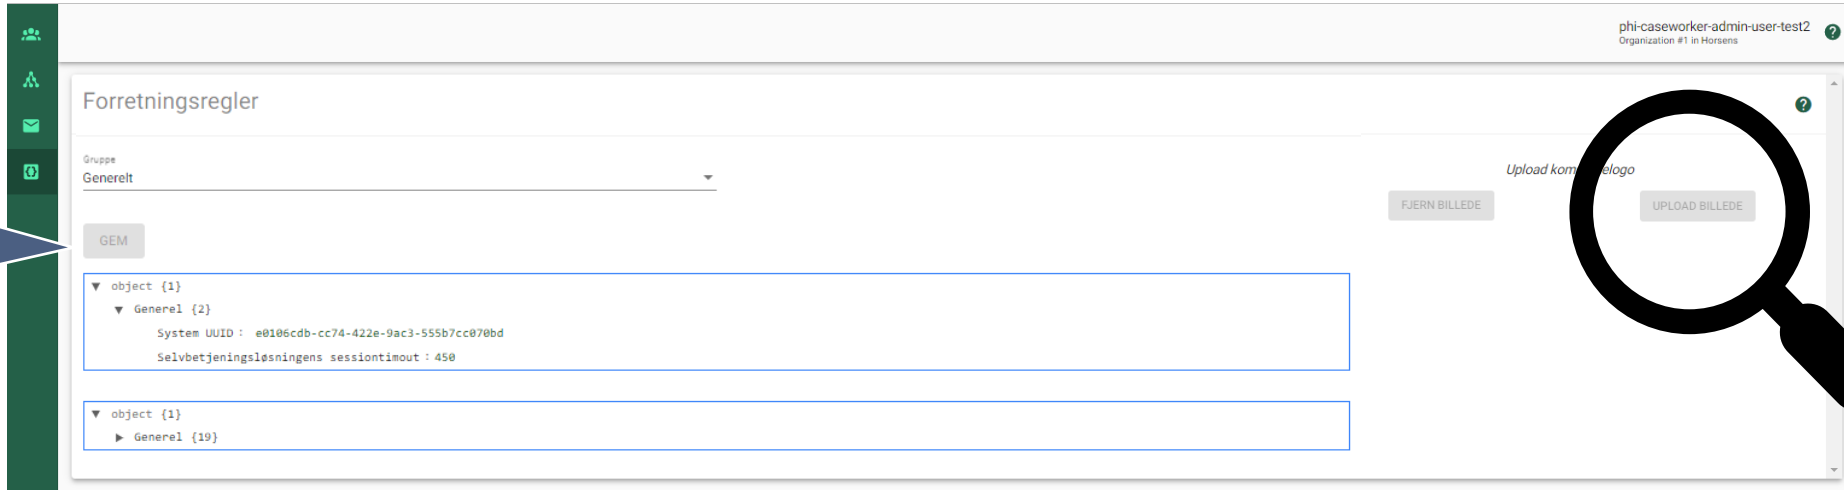 phi-caseworker-admin-user-test2
Organization #1 in Horsens
Forretningsregler
Gruppe
Generelt
Upload kom elogo
FJERN BILLEDE
UPLOAD BILLEDE
GEM
object {1}
Generel {2}
System UUID : e0106cdb-cc74-422e-9ac3-555b7cc070bd
Selvbetjeningsløsningens sessiontimout : 450
object {1}
Generel {19}